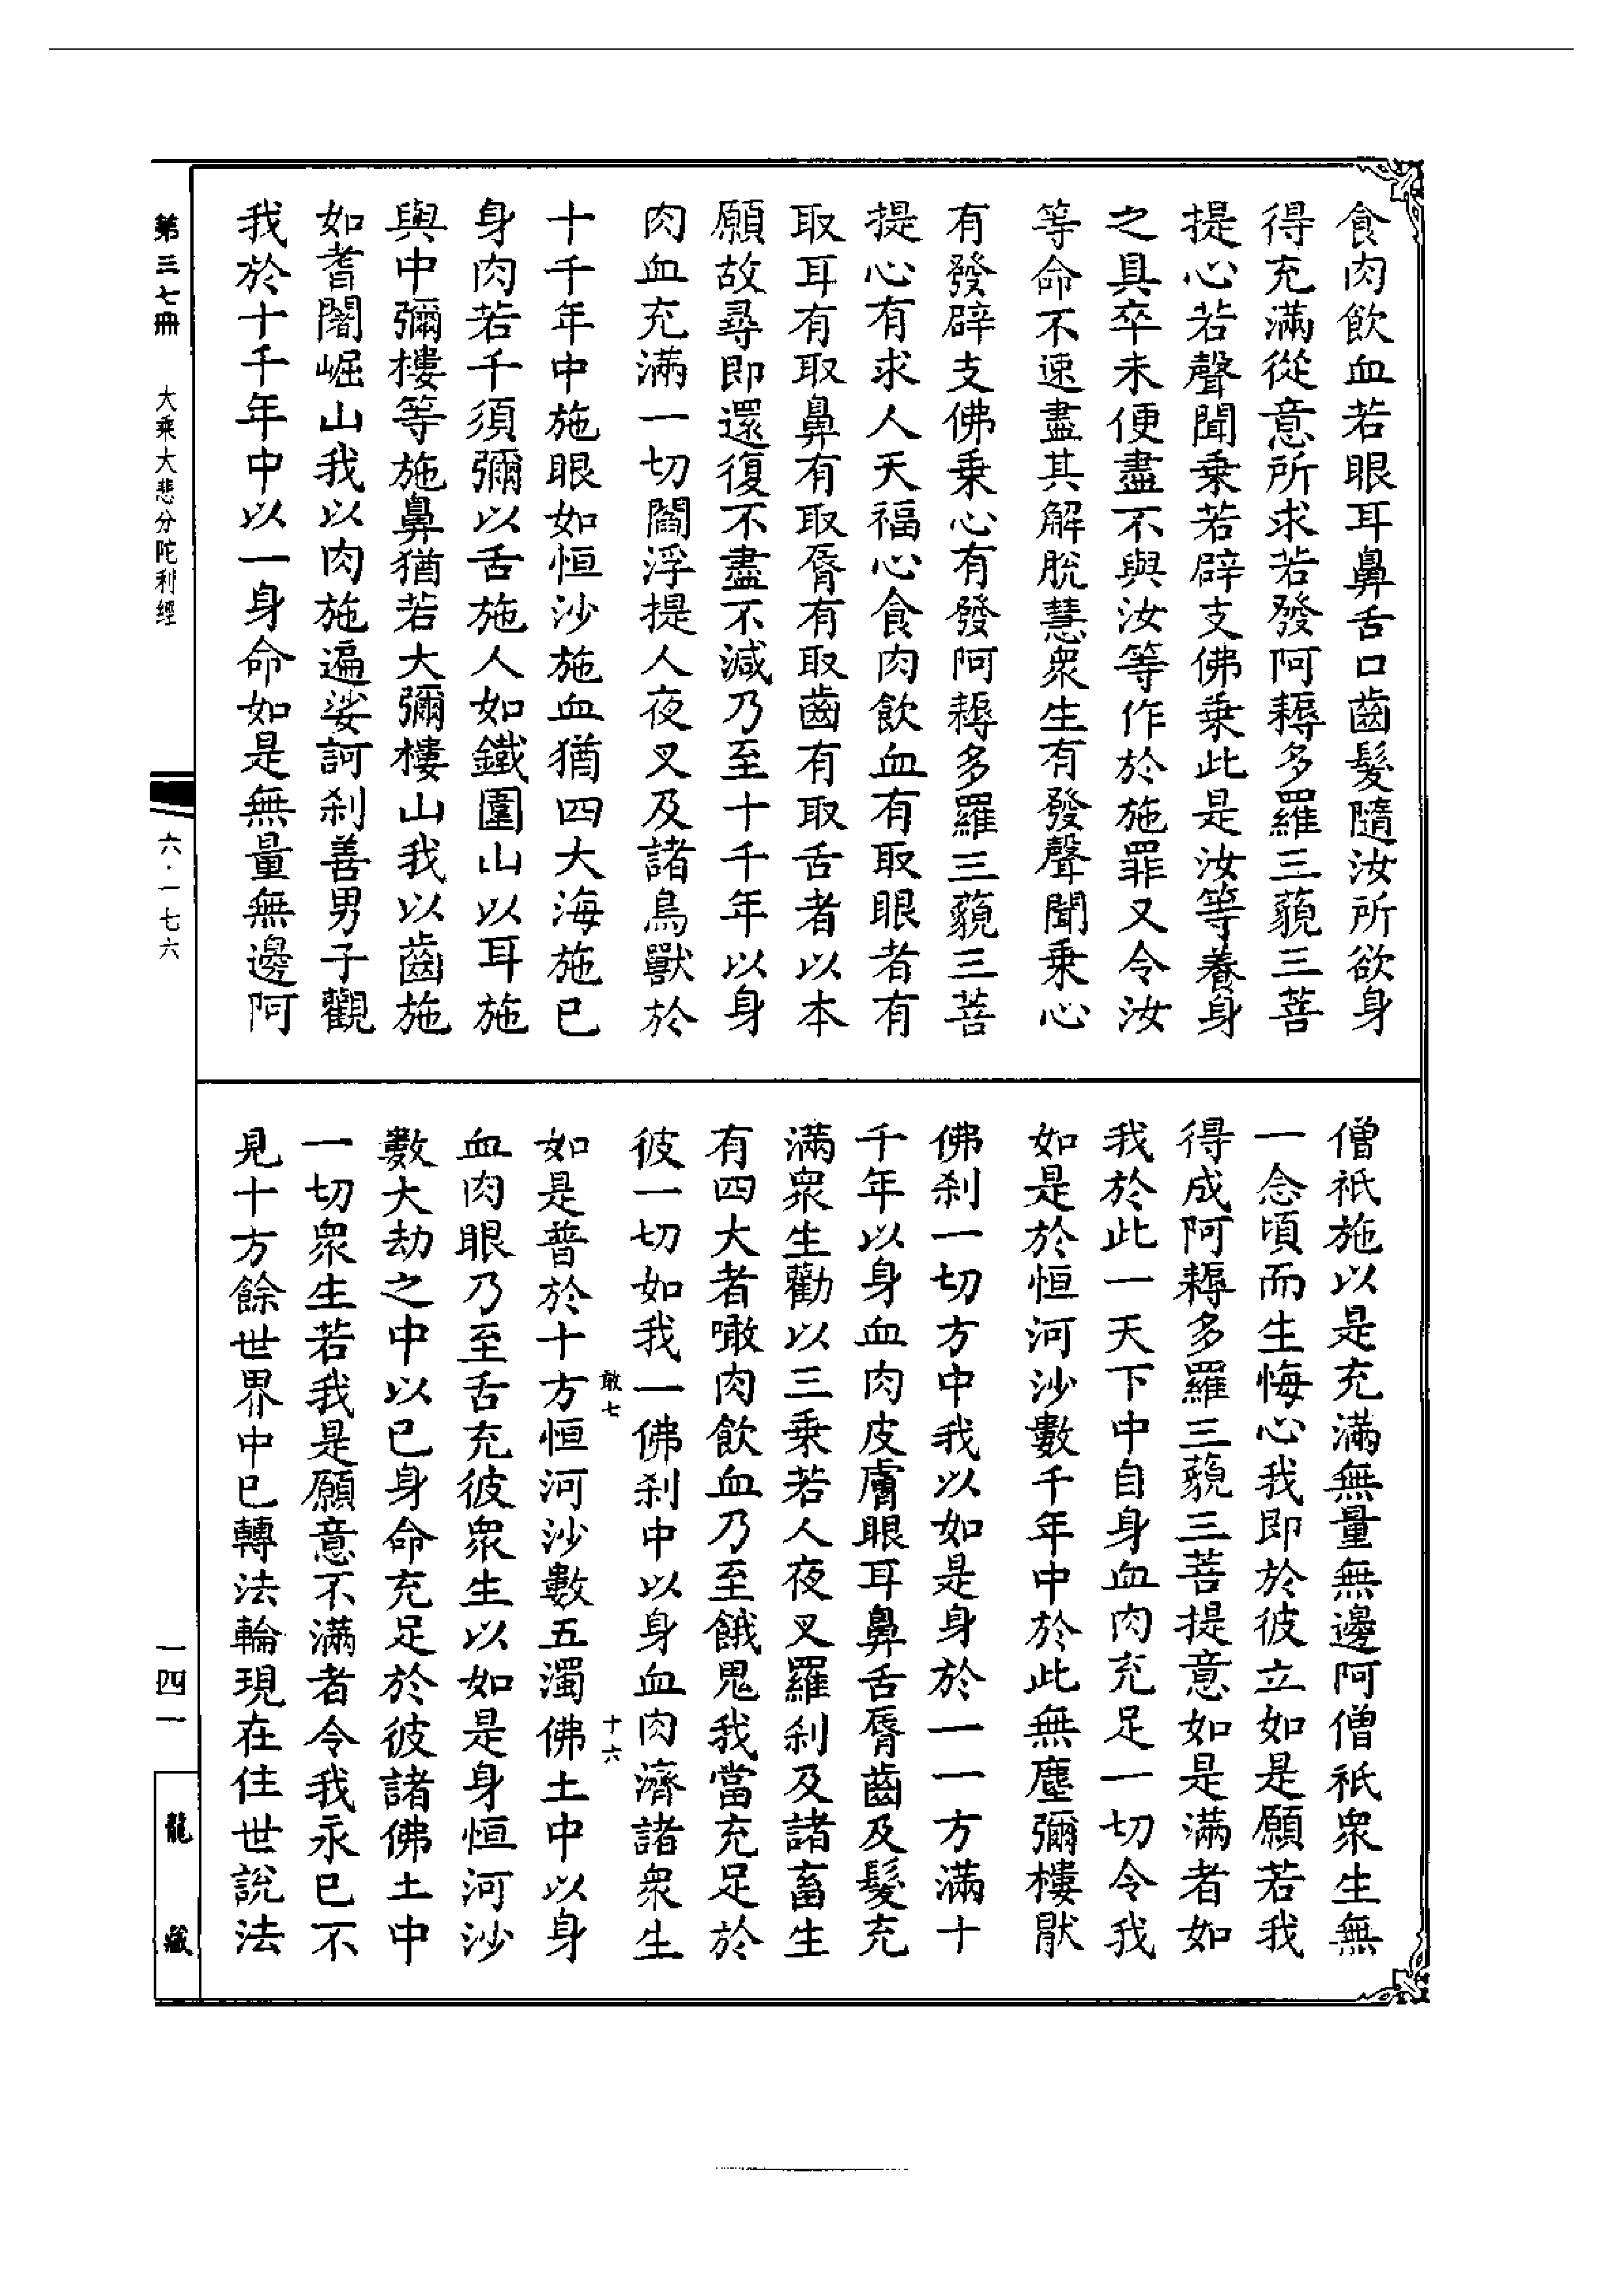 食肉飲血若眼耳鼻舌口齒髮隨汝所欲身
得充滿從意所求若發阿耨多羅三藐三菩
提心若聲聞乘若辟支佛乘此是汝等養身
之具卒未便盡不與汝等作於施罪又令汝
等命不速盡其解脫慧衆生有發聲聞乘心
有發辟支佛乘心有發阿耨多羅三藐三菩
提心有求人天福心食肉飲血有取眼者有
取耳有取鼻有取脣有取齒有取舌者以本
願故尋即還復不盡不減乃至十千年以身
肉血充滿一切閻浮提人夜叉及諸鳥獸於
十千年中施眼如恒沙施血猶四大海施已
身肉若千須彌以舌施人如鐵圍山以耳施
與中彌樓等施鼻猶若大彌樓山我以齒施
如耆闍崛山我以肉施遍娑訶刹善男子觀
我於十千年中以一身命如是無量無邊阿
僧祇施以是充滿無量無邊阿僧祇衆生無
一念頃而生悔心我即於彼立如是願若我
得成阿耨多羅三藐三菩提意如是滿者如
我於此一天下中自身血肉充足一切令我
如是於恒河沙數千年中於此無塵彌樓猒
佛刹一切方中我以如是身於一一方滿十
千年以身血肉皮膚眼耳鼻舌脣齒及髮充
滿衆生勸以三乘若人夜叉羅刹及諸畜生
有四大者噉肉飲血乃至餓鬼我當充足於
彼一切如我一佛刹中以身血肉濟諸衆生
敢七 十六
如是普於十方恒河沙數五濁佛土中以身
血肉眼乃至舌充彼衆生以如是身恒河沙
數大劫之中以已身命充足於彼諸佛土中
一切衆生若我是願意不滿者令我永已不
見十方餘世界中已轉法輪現在住世說法
第三七冊 大乘大悲分陀利經
六·一七六
一四一
龍藏